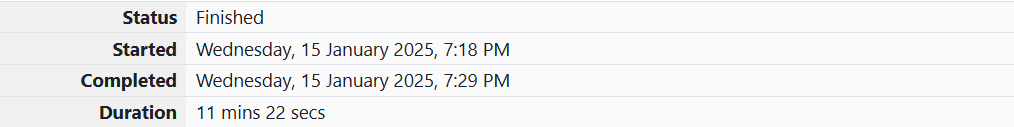 Status Finished
Started Wednesday, 15 January 2025, 7:18 PM
Completed Wednesday, 15 January 2025, 7:29 PM
Duration 11 mins 22 secs